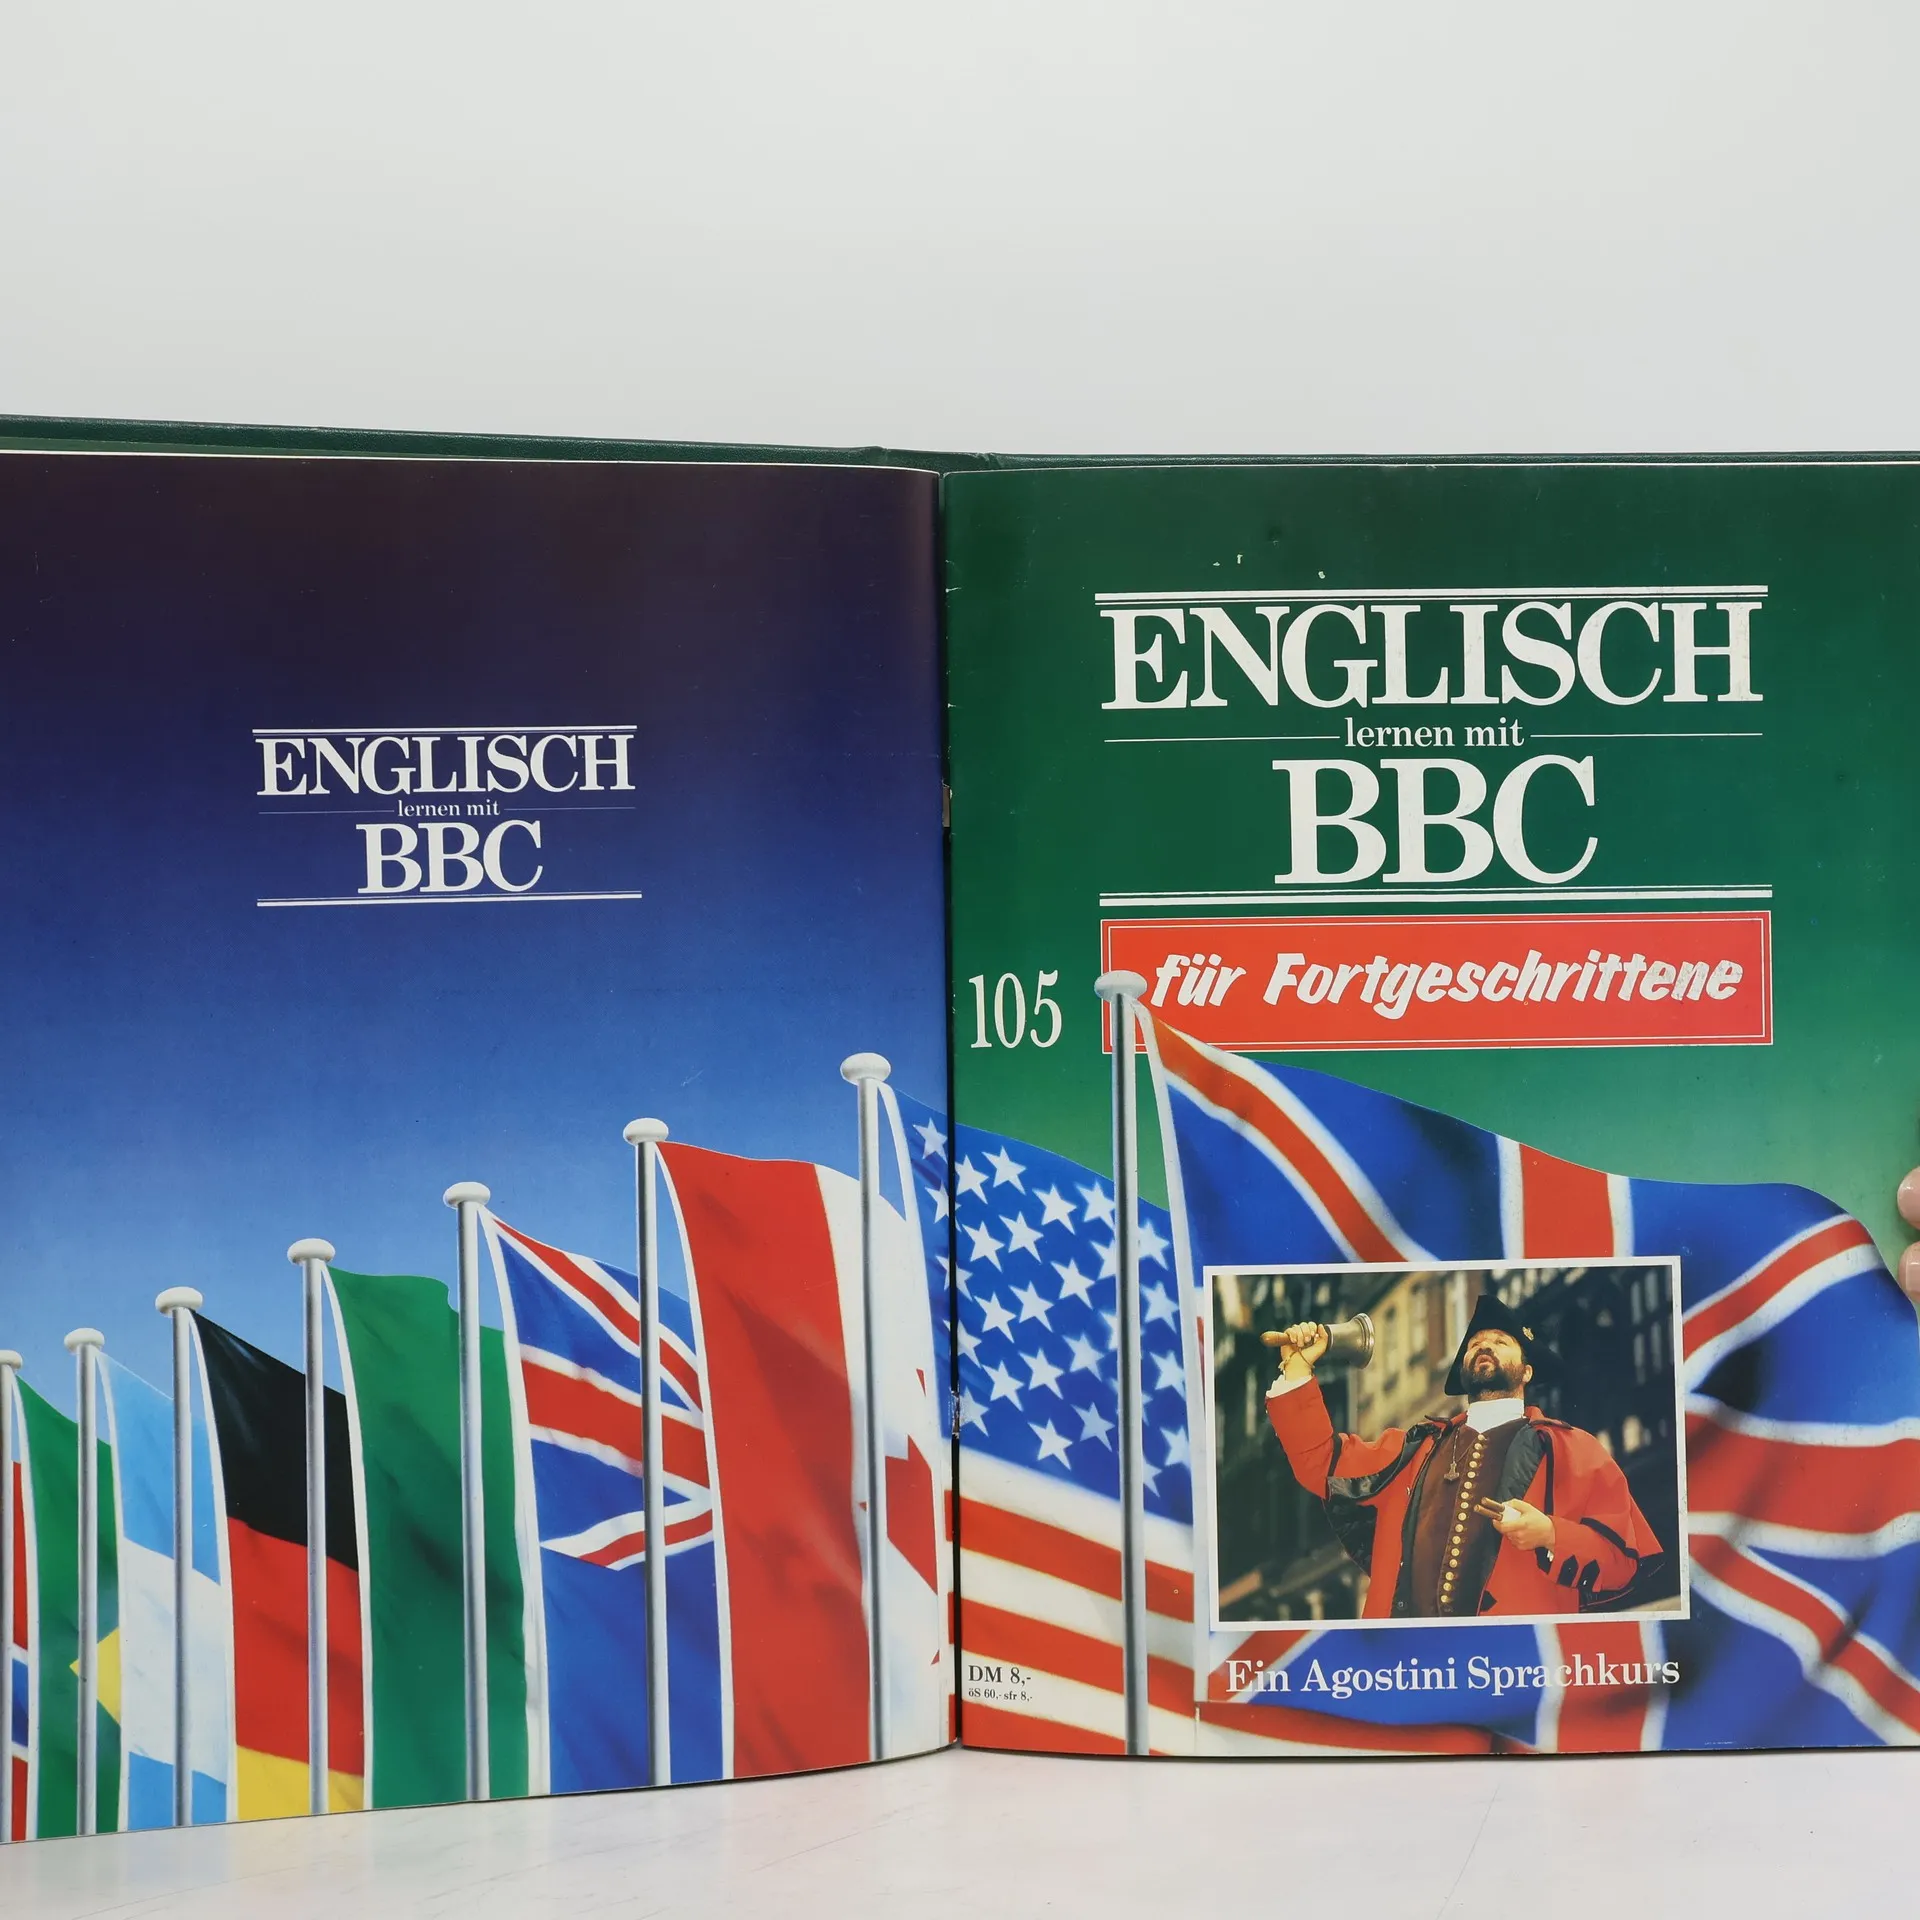 ENGLISCH
lernen mit
BBC
ENGLISCH
lernen mit
BBC
für Fortgeschrittene
105
DM 8,-
öS 60,- sfr 8,-
Ein Agostini Sprachkurs